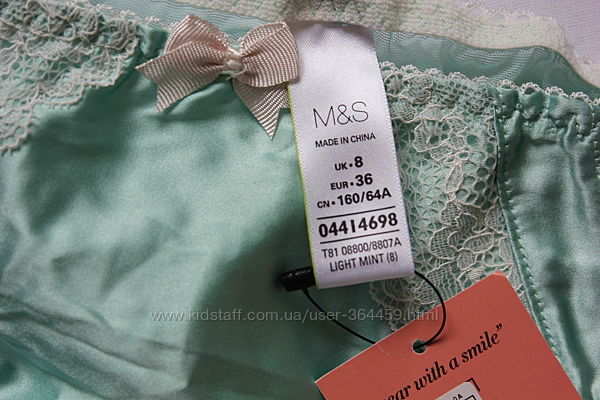 M&S
MADE IN CHINA
UK•8
EUR•36
CN•160/64A
04414698
T81 08800/8807A
LIGHT MINT (8)
www.kidstaff.com.ua/user-364459.html
with a smile”